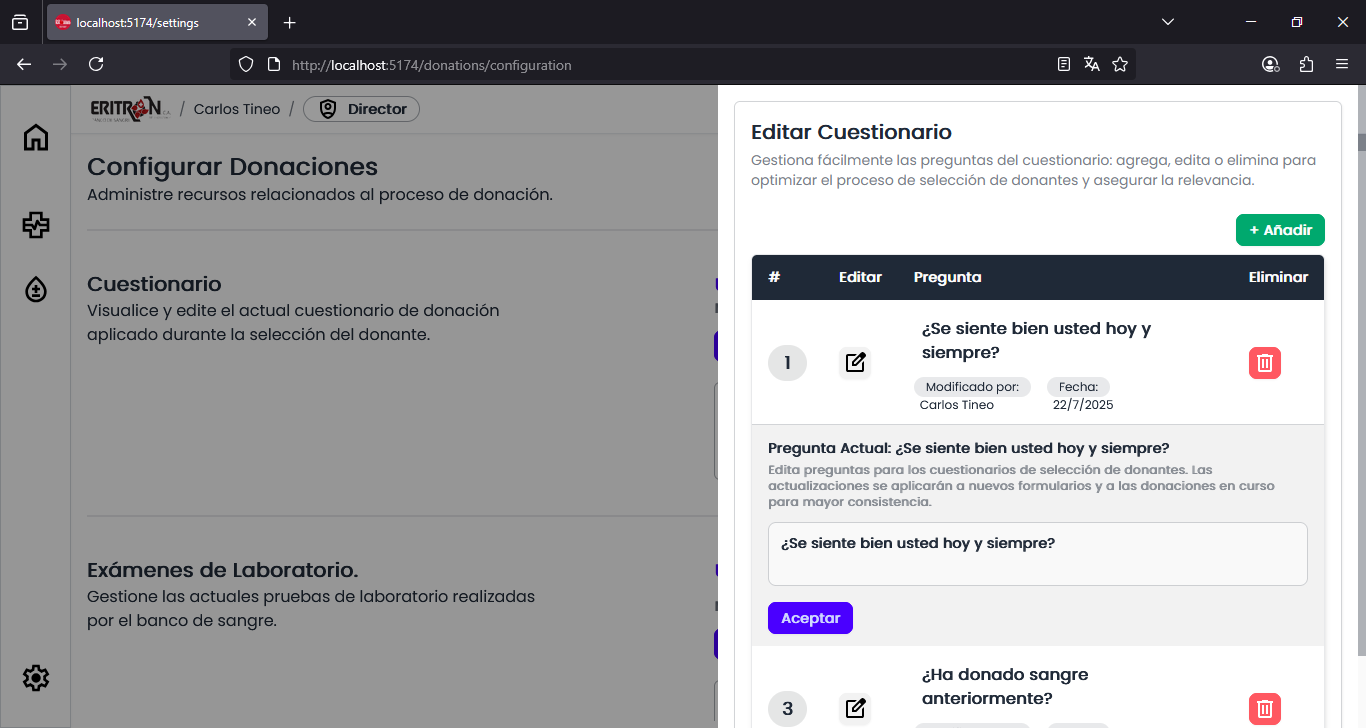 localhost:5174/settings
http://localhost:5174/donations/configuration
ERITRON / Carlos Tineo / Director
Configurar Donaciones
Administre recursos relacionados al proceso de donación.
Cuestionario
Visualice y edite el actual cuestionario de donación
aplicado durante la selección del donante.
Exámenes de Laboratorio.
Gestione las actuales pruebas de laboratorio realizadas
por el banco de sangre.
Editar Cuestionario
Gestiona fácilmente las preguntas del cuestionario: agrega, edita o elimina para
optimizar el proceso de selección de donantes y asegurar la relevancia.
+ Añadir
# Editar Pregunta Eliminar
1
¿Se siente bien usted hoy y
siempre?
Modificado por: Fecha:
Carlos Tineo 22/7/2025
Pregunta Actual: ¿Se siente bien usted hoy y siempre?
Edita preguntas para los cuestionarios de selección de donantes. Las
actualizaciones se aplicarán a nuevos formularios y a las donaciones en curso
para mayor consistencia.
¿Se siente bien usted hoy y siempre?
Aceptar
3
¿Ha donado sangre
anteriormente?